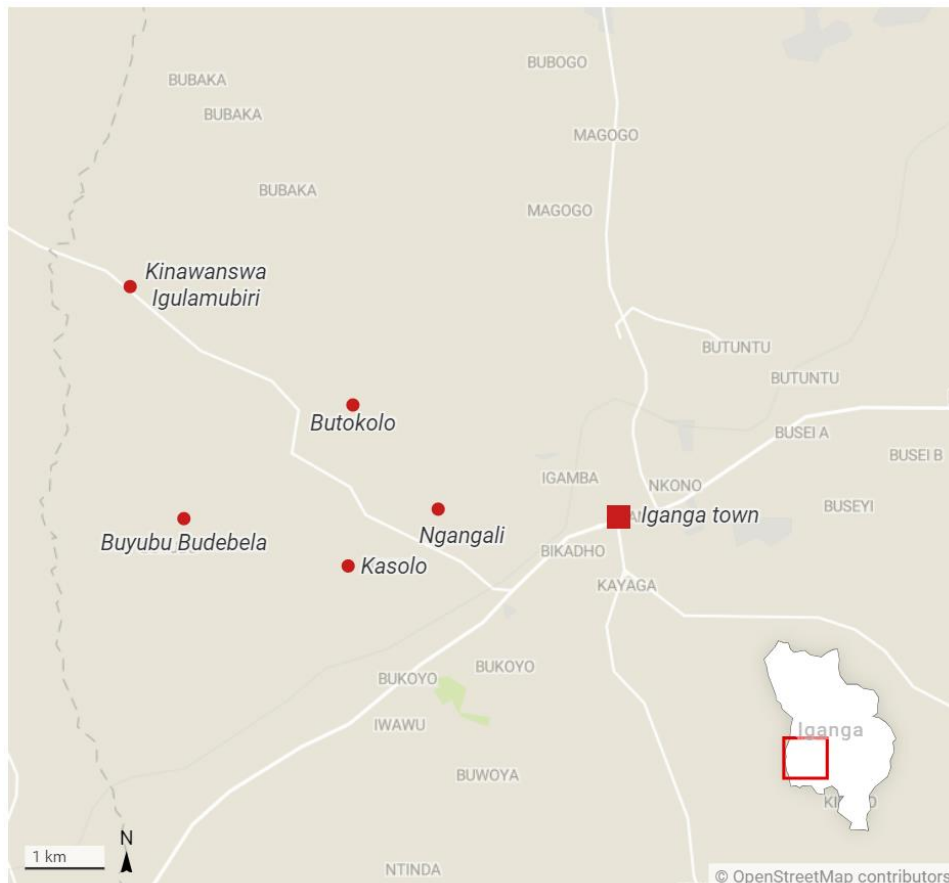 BUBOGO
BUBAKA
BUBAKA
MAGOGO
BUBAKA
MAGOGO
Kinawanswa
Igulamubiri
BUTUNTU
BUTUNTU
Butokolo
BUSEI A
BUSEI B
IGAMBA
NKONO
BUSEYI
Iganga town
Ngangali
Buyubu Budebela
BIKADHO
Kasolo
KAYAGA
BUKOYO
BUKOYO
IWAWU
Iganga
BUWOYA
N
1 km
NTINDA
© OpenStreetMap contributors